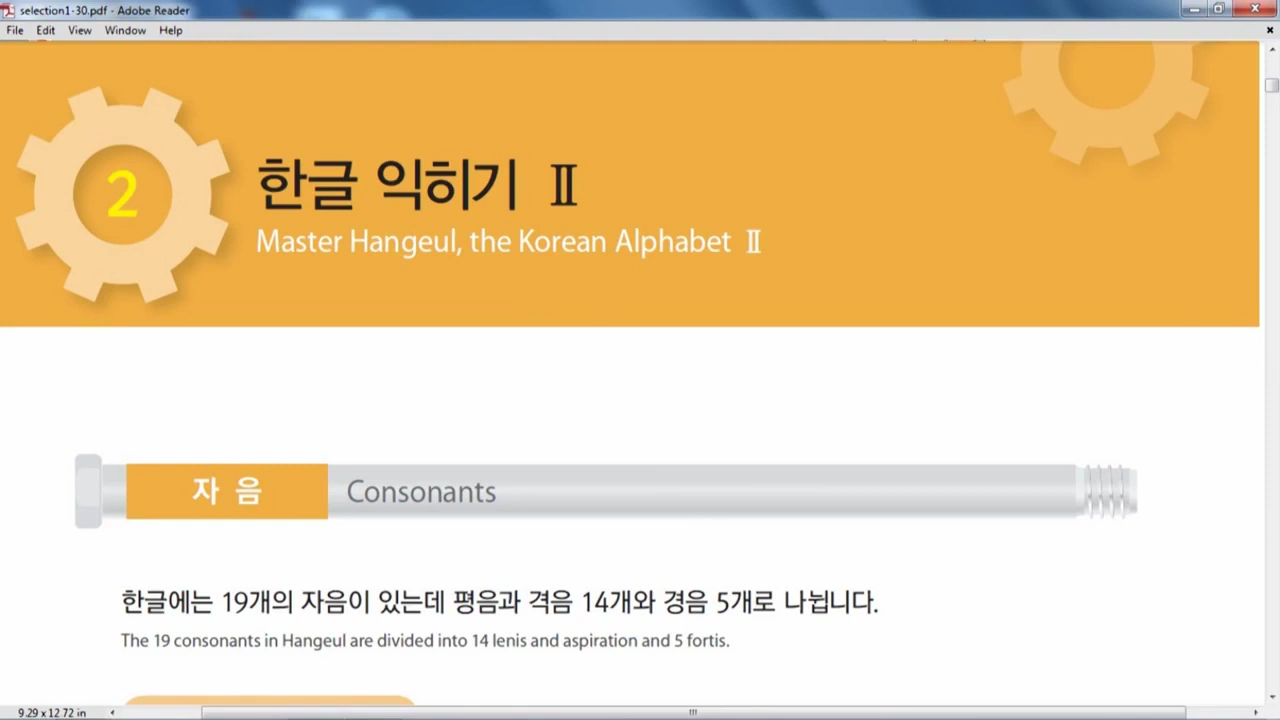 selection1-30.pdf - Adobe Reader
File Edit View Window Help
2
한글 익히기 Ⅱ
Master Hangeul, the Korean Alphabet Ⅱ
자 음 Consonants
한글에는 19개의 자음이 있는데 평음과 격음 14개와 경음 5개로 나뉩니다.
The 19 consonants in Hangeul are divided into 14 lenis and aspiration and 5 fortis.
9.29 x 12.72 in